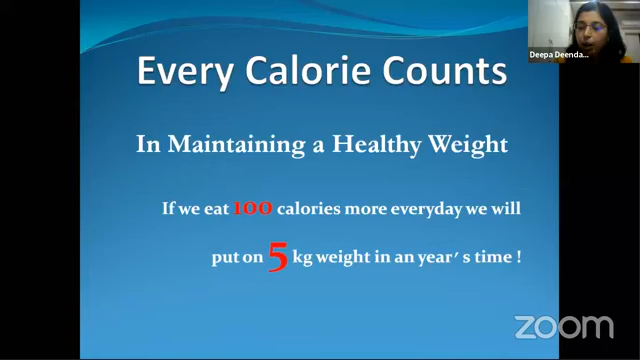 Every Calorie Counts
In Maintaining a Healthy Weight
If we eat 100 calories more everyday we will
put on 5 kg weight in an year's time !
Deepa Deenda...
zoom